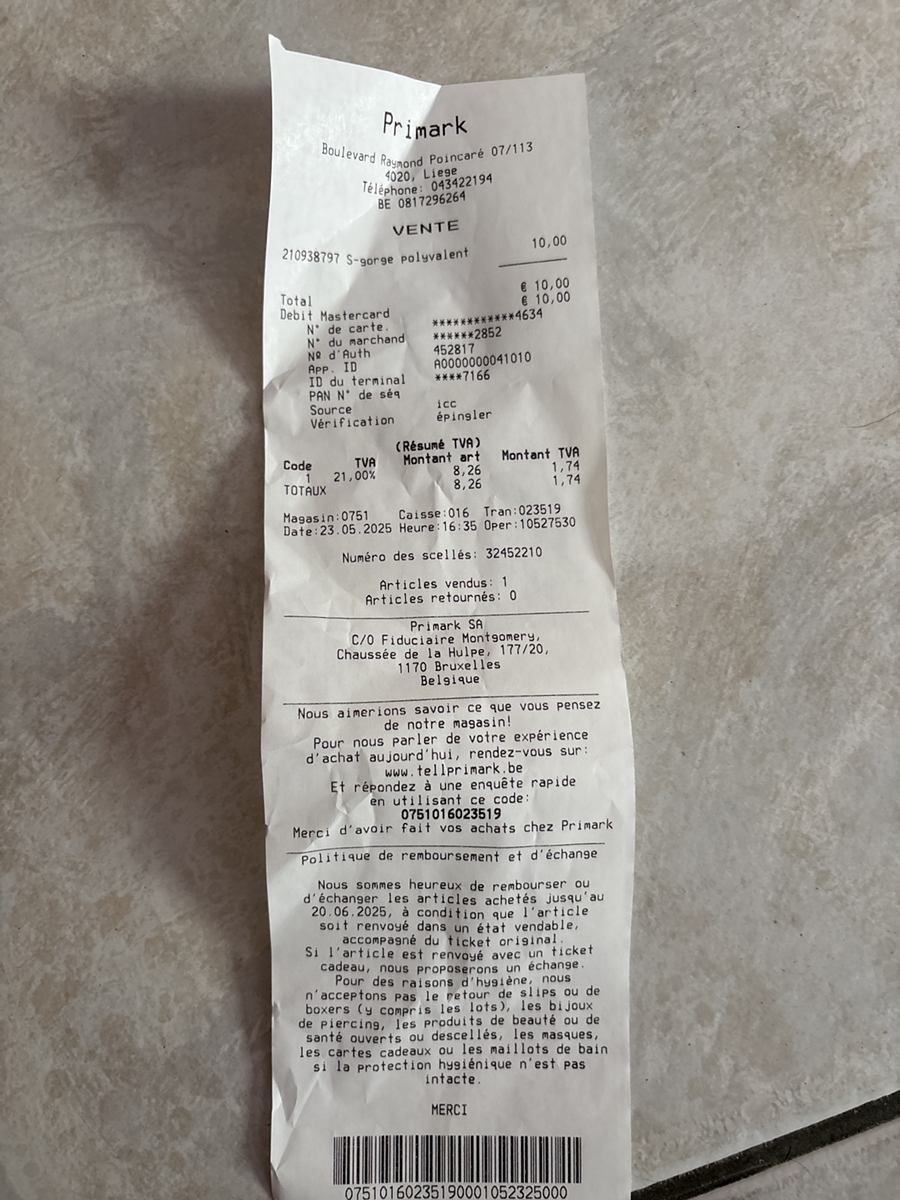 Primark
Boulevard Raymond Poincaré 07/113
4020, Liege
Téléphone: 043422194
BE 0817296264
VENTE
210938797 S-gorge polyvalent 10,00
Total € 10,00
Debit Mastercard € 10,00
N° de carte. ************4634
N° du marchand ******2852
Nº d'Auth 452817
App. ID A0000000041010
ID du terminal ****7166
PAN N° de séq
Source icc
Vérification épingler
(Résumé TVA)
Code TVA Montant art Montant TVA
1 21,00% 8,26 1,74
TOTAUX 8,26 1,74
Magasin:0751 Caisse:016 Tran:023519
Date:23.05.2025 Heure:16:35 Oper:10527530
Numéro des scellés: 32452210
Articles vendus: 1
Articles retournés: 0
Primark SA
C/O Fiduciaire Montgomery,
Chaussée de la Hulpe, 177/20,
1170 Bruxelles
Belgique
Nous aimerions savoir ce que vous pensez
de notre magasin!
Pour nous parler de votre expérience
d'achat aujourd'hui, rendez-vous sur:
www.tellprimark.be
Et répondez à une enquête rapide
en utilisant ce code:
0751016023519
Merci d'avoir fait vos achats chez Primark
Politique de remboursement et d'échange
Nous sommes heureux de rembourser ou
d'échanger les articles achetés jusqu'au
20.06.2025, à condition que l'article
soit renvoyé dans un état vendable,
accompagné du ticket original.
Si l'article est renvoyé avec un ticket
cadeau, nous proposerons un échange.
Pour des raisons d'hygiène, nous
n'acceptons pas le retour de slips ou de
boxers (y compris les lots), les bijoux
de piercing, les produits de beauté ou de
santé ouverts ou descellés, les masques,
les cartes cadeaux ou les maillots de bain
si la protection hygiénique n'est pas
intacte.
MERCI
07510160235190001052325000